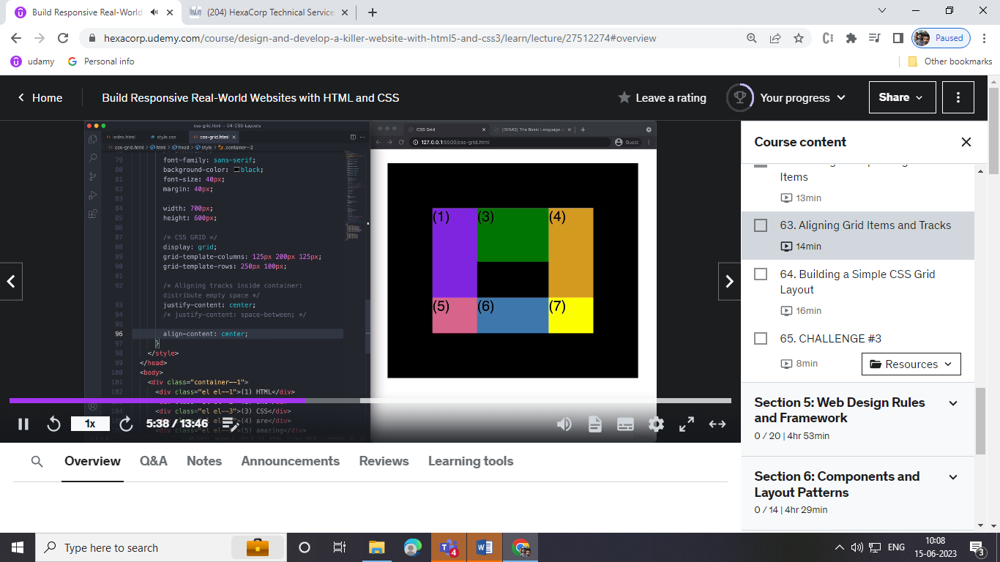 Build Responsive Real-World
(204) HexaCorp Technical Service
hexacorp.udemy.com/course/design-and-develop-a-killer-website-with-html5-and-css3/learn/lecture/27512274#overview
Paused
udamy
Personal info
Other bookmarks
Home
Build Responsive Real-World Websites with HTML and CSS
Leave a rating
Your progress
Share
css-grid.html — 04-CSS-Layouts
index.html
style.css
css-grid.html
css-grid.html > html > head > style > .container--2
79 font-family: sans-serif;
80 background-color: black;
81 font-size: 40px;
82 margin: 40px;
83
84 width: 700px;
85 height: 600px;
86
87 /* CSS GRID */
88 display: grid;
89 grid-template-columns: 125px 200px 125px;
90 grid-template-rows: 250px 100px;
91
92 /* Aligning tracks inside container:
distribute empty space */
93 justify-content: center;
94 /* justify-content: space-between; */
95
96 align-content: center;
97 }
98 </style>
99 </head>
100 <body>
101 <div class="container--1">
102 <div class="el el--1">(1) HTML</div>
<div class="el el--3">(3) CSS</div>
(4) are</div>
(5) amazing</div>
CSS Grid
[DEMO] The Basic Language
127.0.0.1:5500/css-grid.html
Guest
(1)
(3)
(4)
(5)
(6)
(7)
1x
5:38 / 13:46
Overview
Q&A
Notes
Announcements
Reviews
Learning tools
Course content
Items
13min
63. Aligning Grid Items and Tracks
14min
64. Building a Simple CSS Grid
Layout
16min
65. CHALLENGE #3
8min
Resources
Section 5: Web Design Rules
and Framework
0 / 20 | 4hr 53min
Section 6: Components and
Layout Patterns
0 / 14 | 4hr 29min
Type here to search
4
ENG
10:08
15-06-2023
3